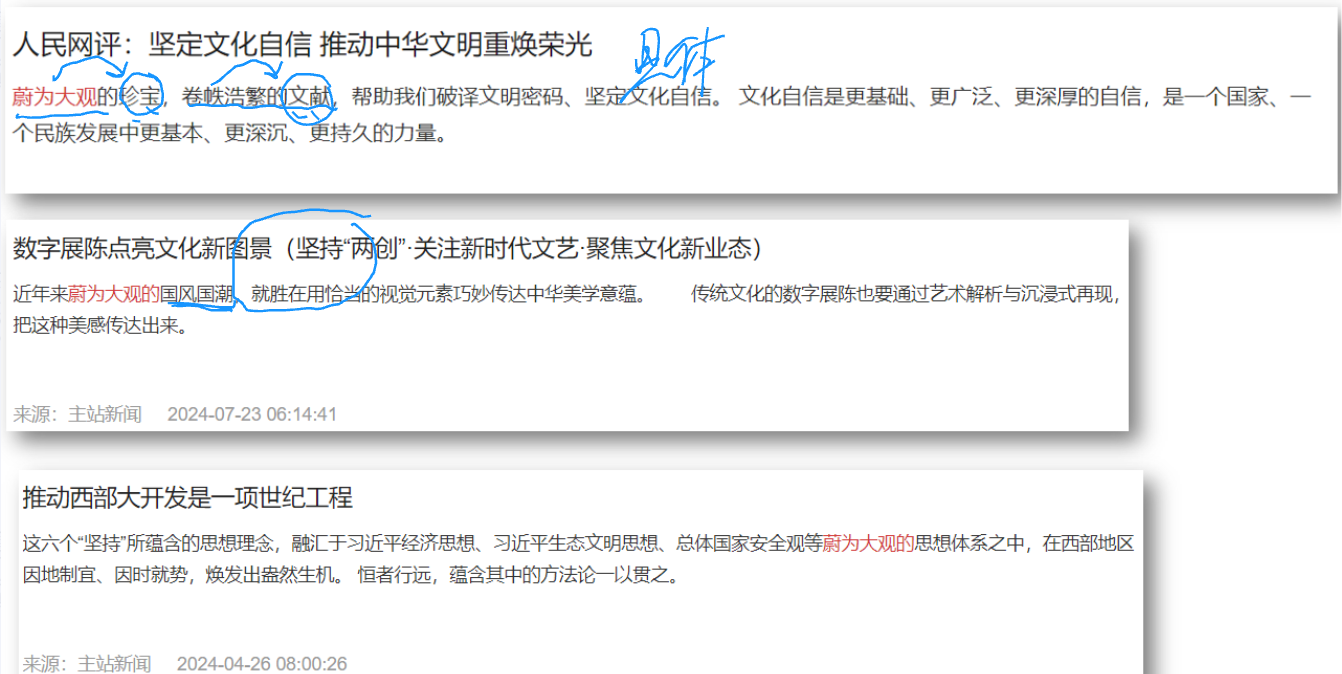 人民网评：坚定文化自信 推动中华文明重焕荣光
具体
蔚为大观的珍宝，卷帙浩繁的文献，帮助我们破译文明密码、坚定文化自信。 文化自信是更基础、更广泛、更深厚的自信，是一个国家、一
个民族发展中更基本、更深沉、更持久的力量。
数字展陈点亮文化新图景（坚持“两创”·关注新时代文艺·聚焦文化新业态）
近年来蔚为大观的国风国潮，就胜在用恰当的视觉元素巧妙传达中华美学意蕴。 传统文化的数字展陈也要通过艺术解析与沉浸式再现，
把这种美感传达出来。
来源：主站新闻 2024-07-23 06:14:41
推动西部大开发是一项世纪工程
这六个“坚持”所蕴含的思想理念，融汇于习近平经济思想、习近平生态文明思想、总体国家安全观等蔚为大观的思想体系之中，在西部地区
因地制宜、因时就势，焕发出盎然生机。 恒者行远，蕴含其中的方法论一以贯之。
来源：主站新闻 2024-04-26 08:00:26